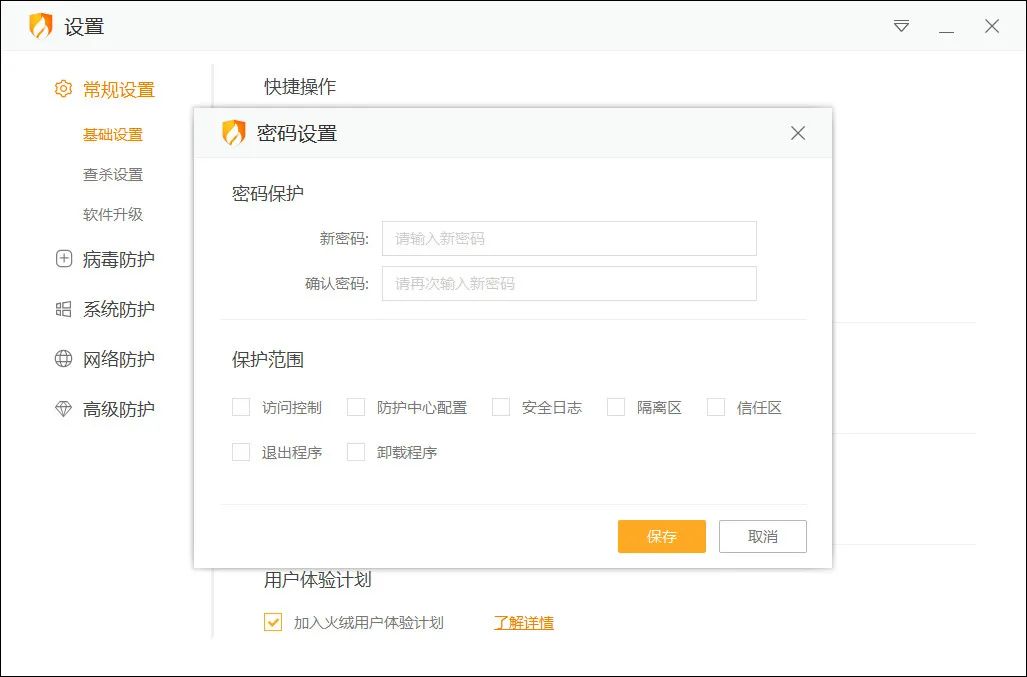 设置
常规设置
基础设置
查杀设置
软件升级
病毒防护
系统防护
网络防护
高级防护
快捷操作
密码设置
密码保护
新密码: 请输入新密码
确认密码: 请再次输入新密码
保护范围
访问控制 防护中心配置 安全日志 隔离区 信任区
退出程序 卸载程序
保存 取消
用户体验计划
加入火绒用户体验计划 了解详情